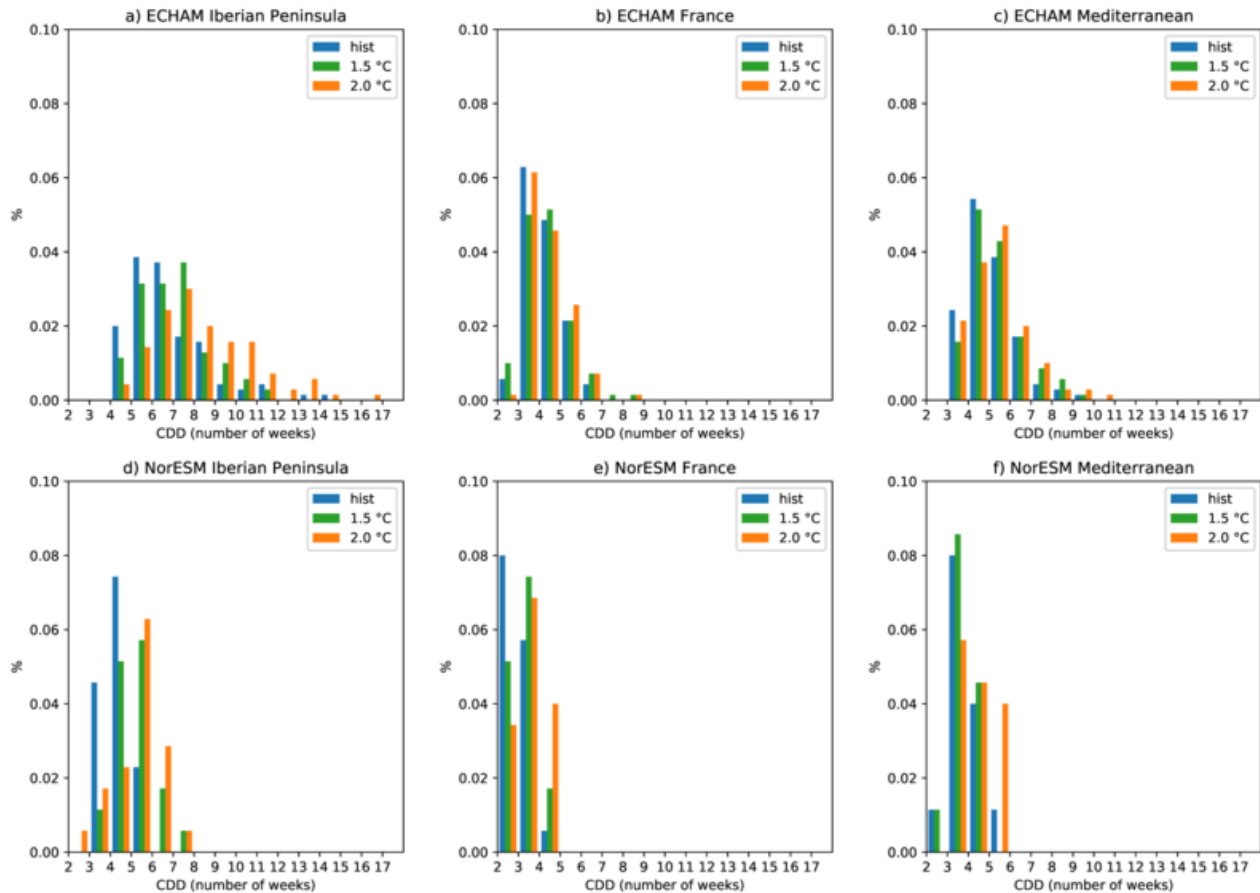 a) ECHAM Iberian Peninsula
0.10
0.08
0.06
0.04
0.02
0.00
%
hist
1.5 °C
2.0 °C
2 3 4 5 6 7 8 9 10 11 12 13 14 15 16 17
CDD (number of weeks)
b) ECHAM France
0.10
0.08
0.06
0.04
0.02
0.00
%
hist
1.5 °C
2.0 °C
2 3 4 5 6 7 8 9 10 11 12 13 14 15 16 17
CDD (number of weeks)
c) ECHAM Mediterranean
0.10
0.08
0.06
0.04
0.02
0.00
%
hist
1.5 °C
2.0 °C
2 3 4 5 6 7 8 9 10 11 12 13 14 15 16 17
CDD (number of weeks)
d) NorESM Iberian Peninsula
0.10
0.08
0.06
0.04
0.02
0.00
%
hist
1.5 °C
2.0 °C
2 3 4 5 6 7 8 9 10 11 12 13 14 15 16 17
CDD (number of weeks)
e) NorESM France
0.10
0.08
0.06
0.04
0.02
0.00
%
hist
1.5 °C
2.0 °C
2 3 4 5 6 7 8 9 10 11 12 13 14 15 16 17
CDD (number of weeks)
f) NorESM Mediterranean
0.10
0.08
0.06
0.04
0.02
0.00
%
hist
1.5 °C
2.0 °C
2 3 4 5 6 7 8 9 10 11 12 13 14 15 16 17
CDD (number of weeks)